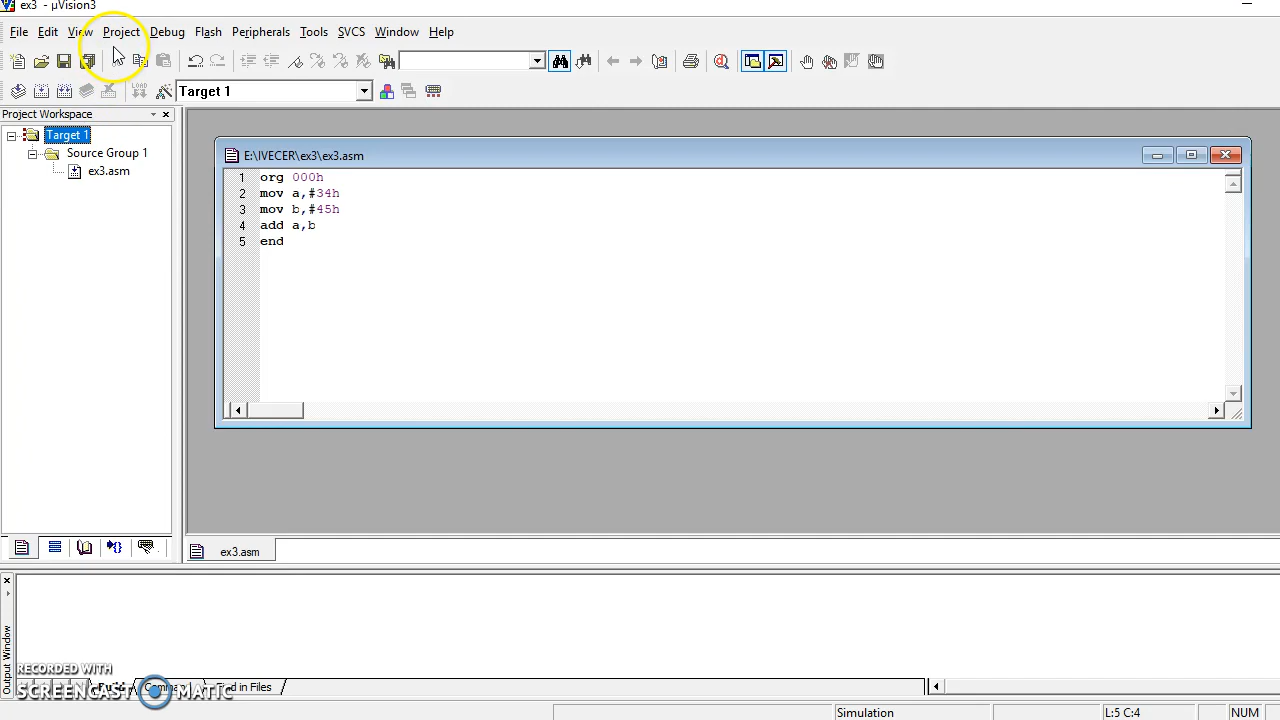 ex3 - µVision3
File Edit View Project Debug Flash Peripherals Tools SVCS Window Help
LOAD
Target 1
Project Workspace
Target 1
Source Group 1
ex3.asm
E:\IVECER\ex3\ex3.asm
1 org 000h
2 mov a,#34h
3 mov b,#45h
4 add a,b
5 end
ex3.asm
Output Window
RECORDED WITH
SCREENCAST MATIC
Build in Files
Simulation L:5 C:4 NUM